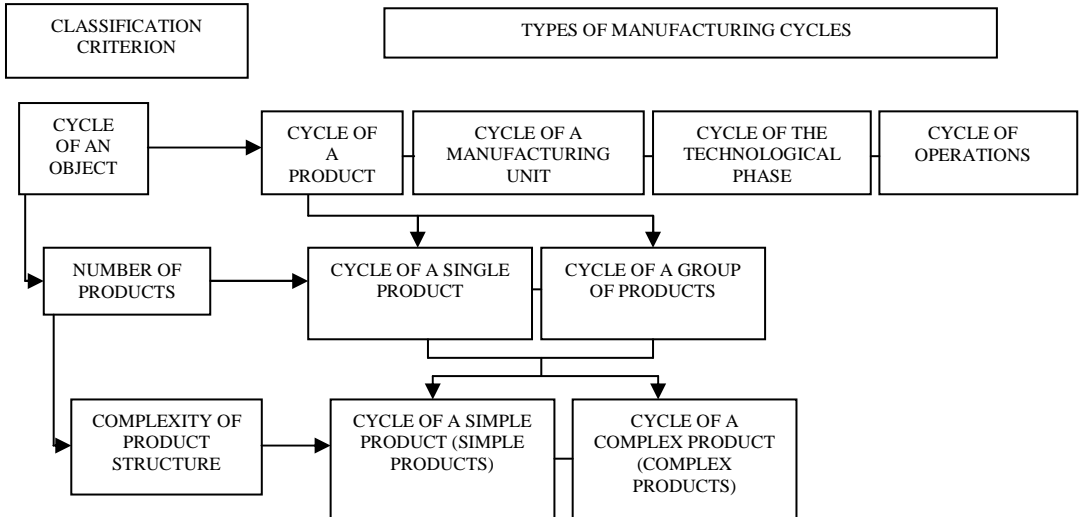 CLASSIFICATION
CRITERION
TYPES OF MANUFACTURING CYCLES
CYCLE
OF AN
OBJECT
CYCLE OF
A
PRODUCT
CYCLE OF A
MANUFACTURING
UNIT
CYCLE OF THE
TECHNOLOGICAL
PHASE
CYCLE OF
OPERATIONS
NUMBER OF
PRODUCTS
CYCLE OF A SINGLE
PRODUCT
CYCLE OF A GROUP
OF PRODUCTS
COMPLEXITY OF
PRODUCT
STRUCTURE
CYCLE OF A SIMPLE
PRODUCT (SIMPLE
PRODUCTS)
CYCLE OF A
COMPLEX PRODUCT
(COMPLEX
PRODUCTS)